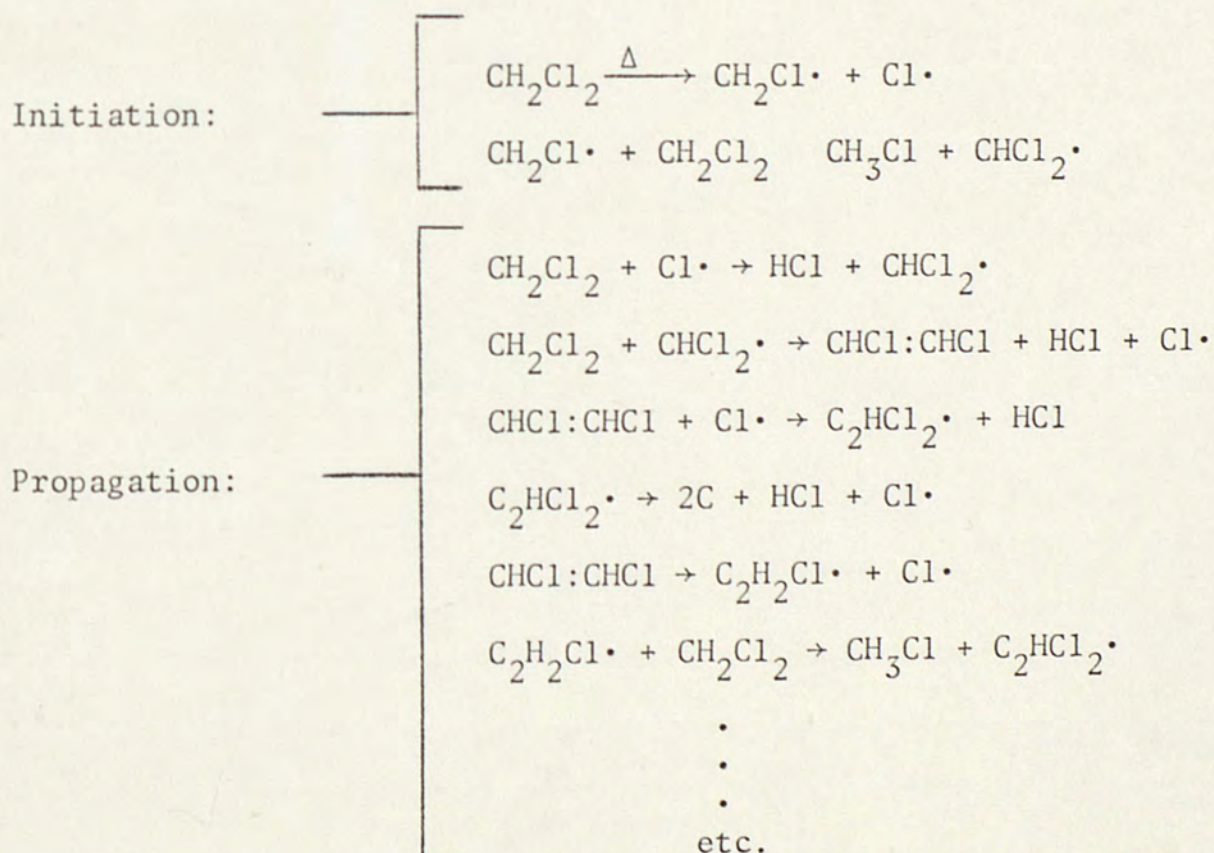 Δ
Initiation: CH₂Cl₂ → CH₂Cl· + Cl·
CH₂Cl· + CH₂Cl₂ CH₃Cl + CHCl₂·
CH₂Cl₂ + Cl· → HCl + CHCl₂·
CH₂Cl₂ + CHCl₂· → CHCl:CHCl + HCl + Cl·
CHCl:CHCl + Cl· → C₂HCl₂· + HCl
Propagation:
C₂HCl₂· → 2C + HCl + Cl·
CHCl:CHCl → C₂H₂Cl· + Cl·
C₂H₂Cl· + CH₂Cl₂ → CH₃Cl + C₂HCl₂·
.
.
.
etc.